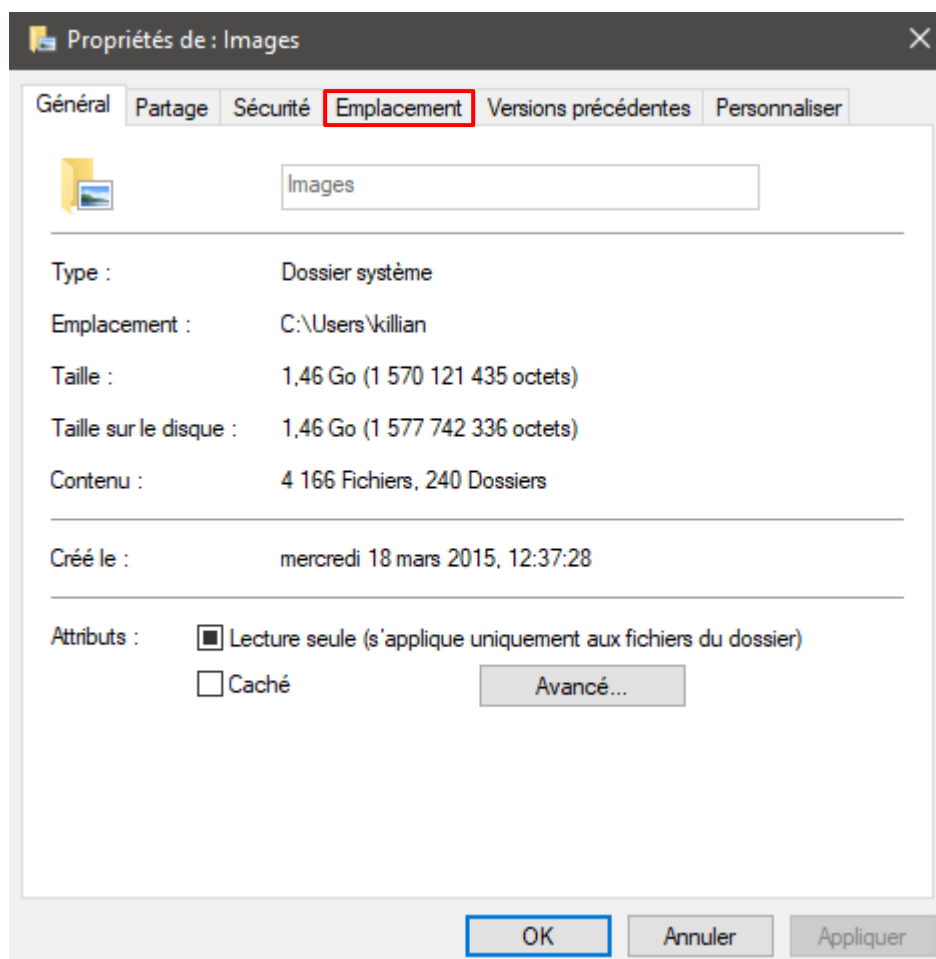 Propriétés de : Images
Général Partage Sécurité Emplacement Versions précédentes Personnaliser
Images
Type : Dossier système
Emplacement : C:\Users\killian
Taille : 1,46 Go (1 570 121 435 octets)
Taille sur le disque : 1,46 Go (1 577 742 336 octets)
Contenu : 4 166 Fichiers, 240 Dossiers
Créé le : mercredi 18 mars 2015, 12:37:28
Attributs : Lecture seule (s'applique uniquement aux fichiers du dossier)
Caché Avancé...
OK Annuler Appliquer